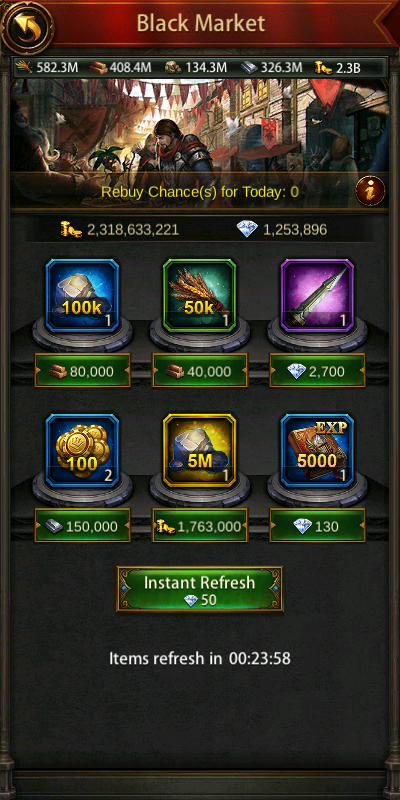 Black Market
582.3M 408.4M 134.3M 326.3M 2.3B
Rebuy Chance(s) for Today: 0
i
2,318,633,221 1,253,896
100k 50k
1 1 1
80,000 40,000 2,700
EXP
100 5M 5000
2 1 1
150,000 1,763,000 130
Instant Refresh
50
Items refresh in 00:23:58